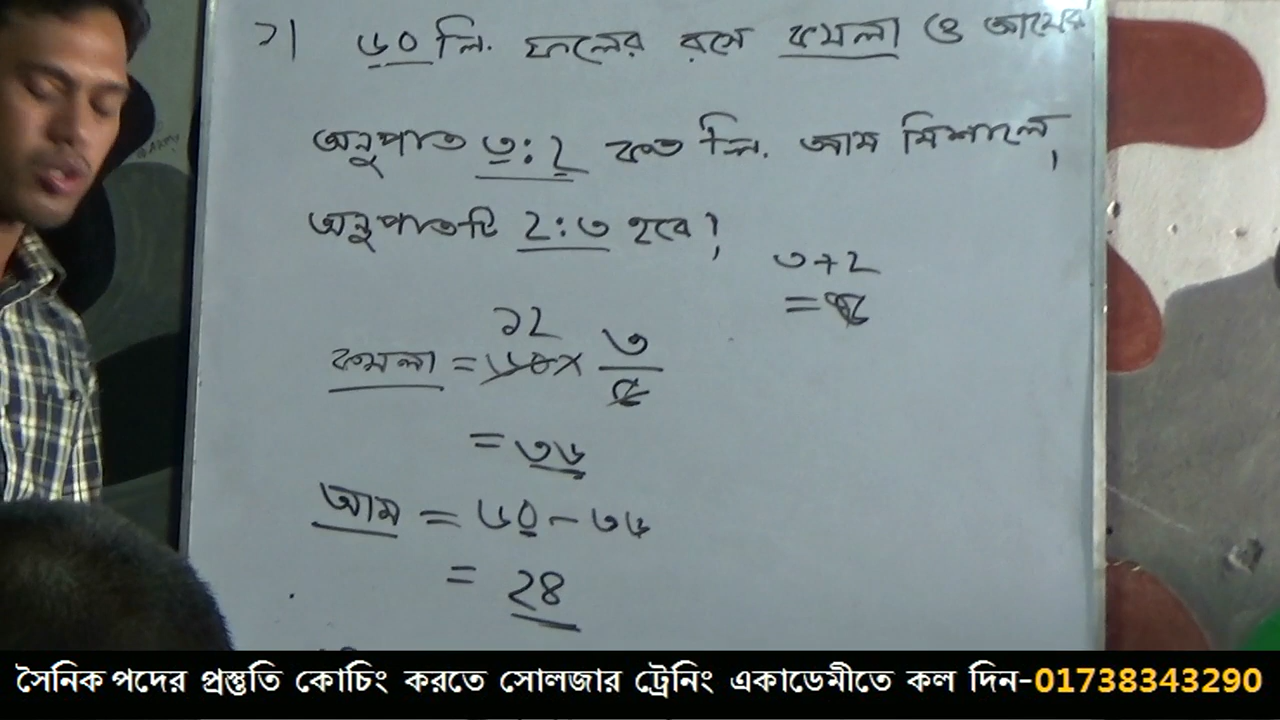 ১। ৬০ লি. ফলের রসে কমলা ও আমের
অনুপাত ৩:২ কত লি. আম মিশালে,
অনুপাতটি ২:৩ হবে?
৩+২
=৫
১২
কমলা = ৬০× ৩/৫
= ৩৬
আম = ৬০-৩৬
= ২৪
সৈনিক পদের প্রস্তুতি কোচিং করতে সোলজার ট্রেনিং একাডেমীতে কল দিন-01738343290